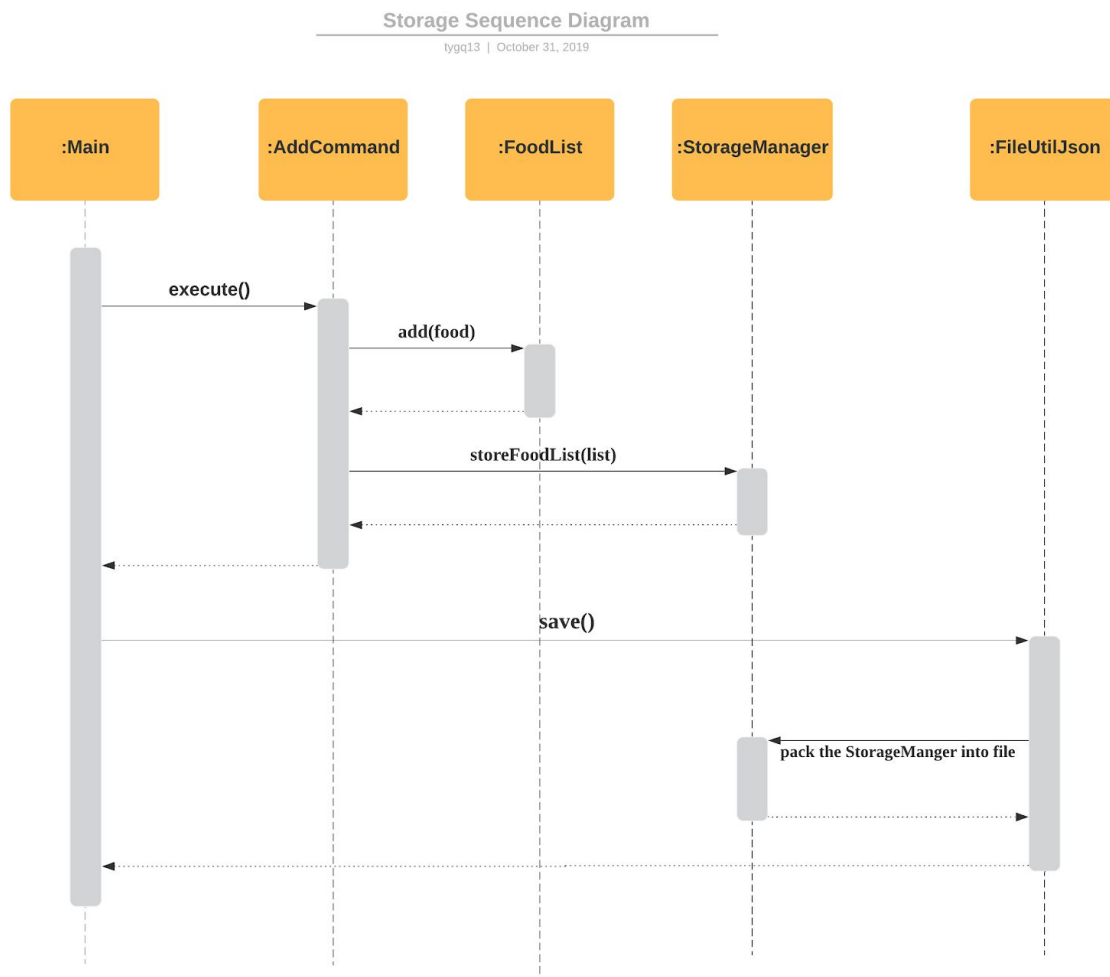 Storage Sequence Diagram
tygq13 | October 31, 2019
:Main
:AddCommand
:FoodList
:StorageManager
:FileUtilJson
execute()
add(food)
storeFoodList(list)
save()
pack the StorageManger into file